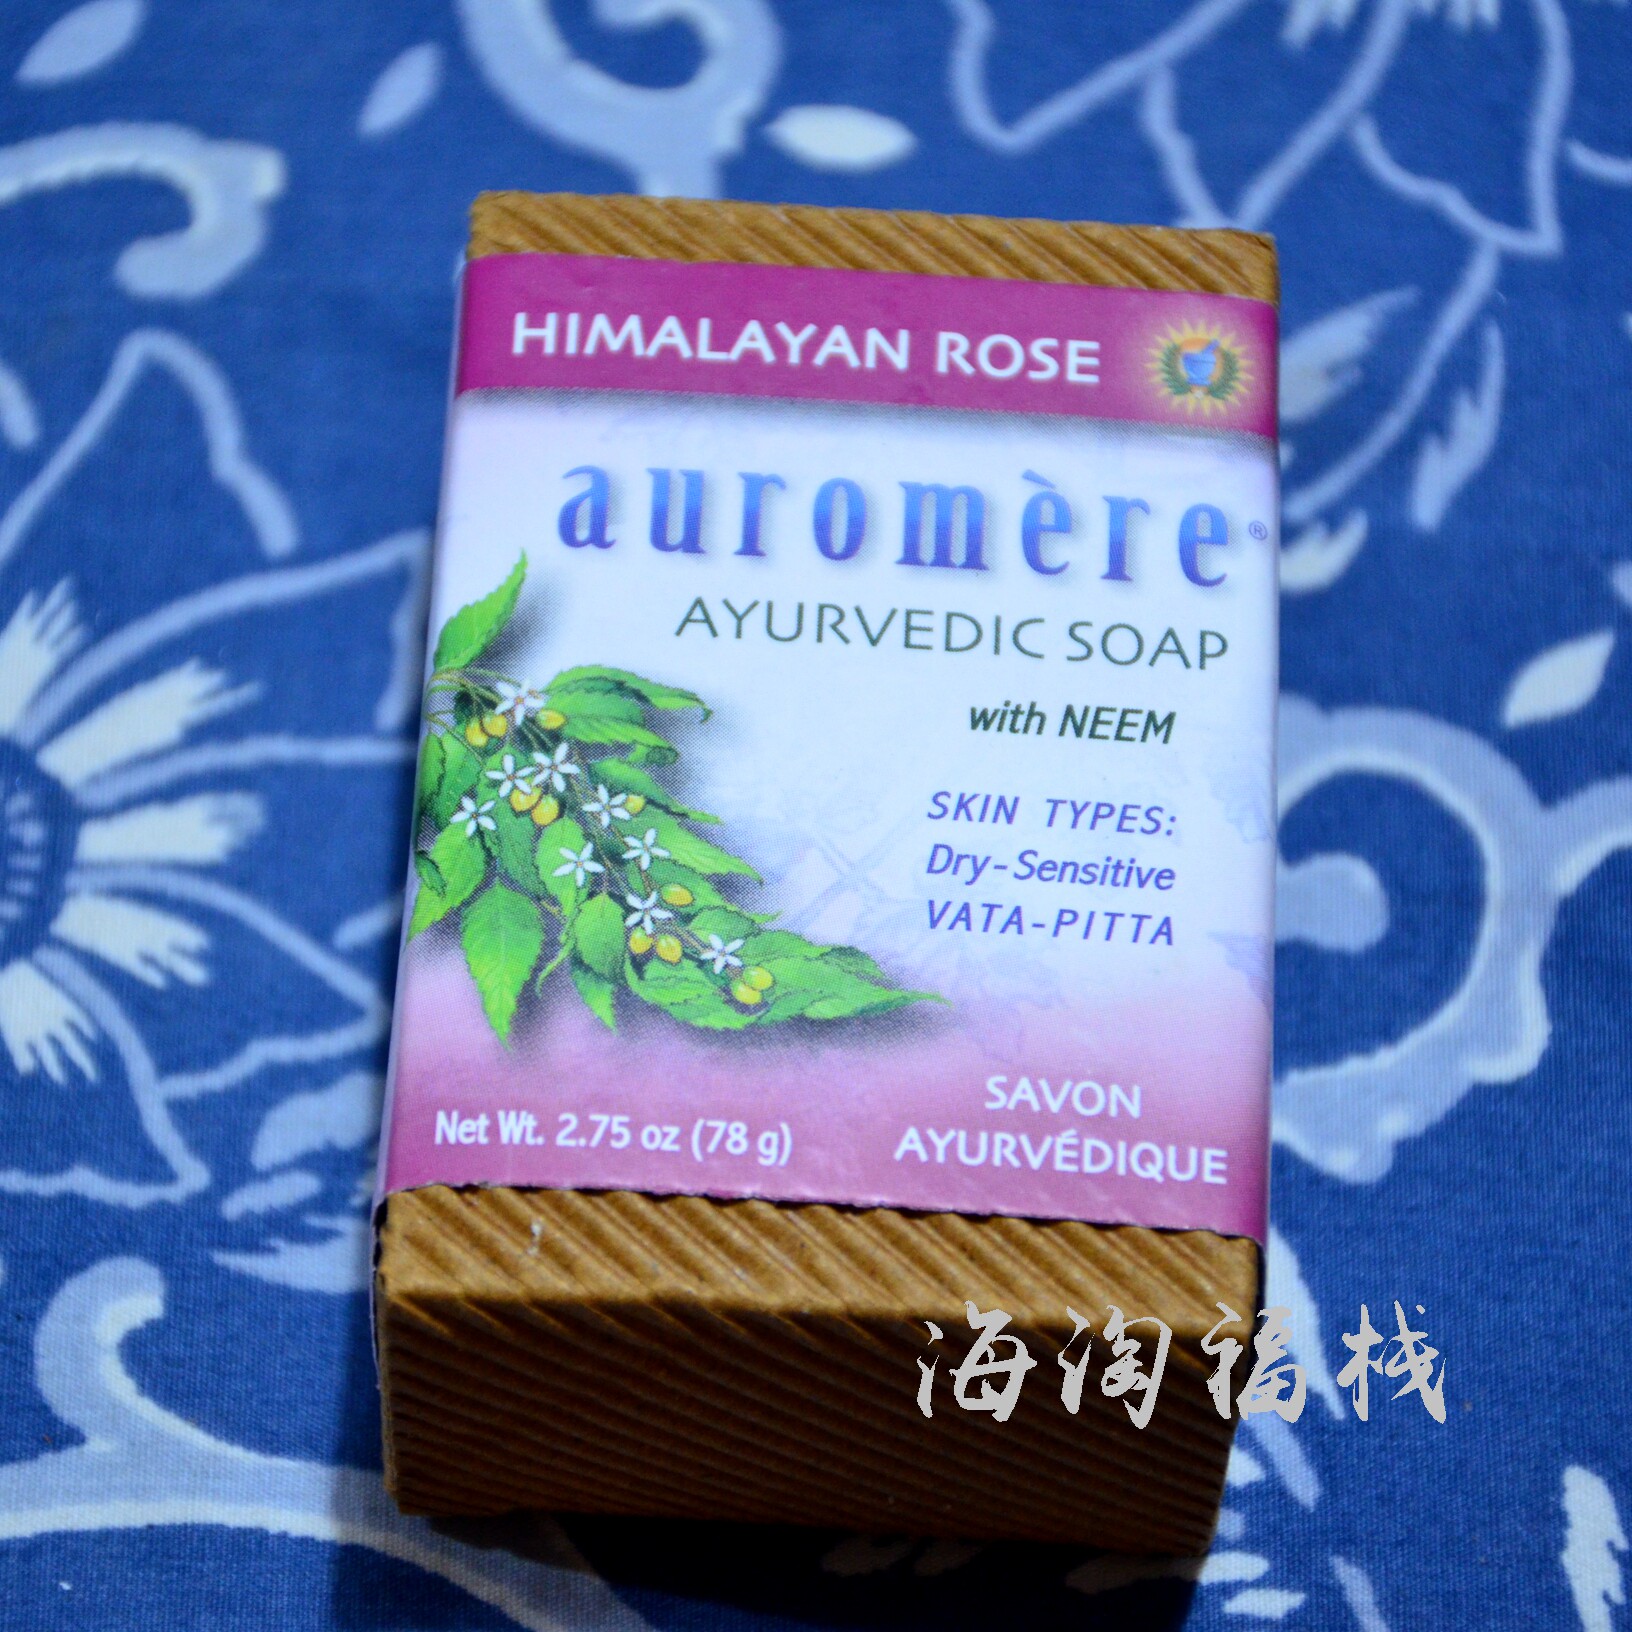 HIMALAYAN ROSE
auromère®
AYURVEDIC SOAP
with NEEM
SKIN TYPES:
Dry-Sensitive
VATA-PITTA
SAVON
AYURVÉDIQUE
Net Wt. 2.75 oz (78 g)
海淘福栈